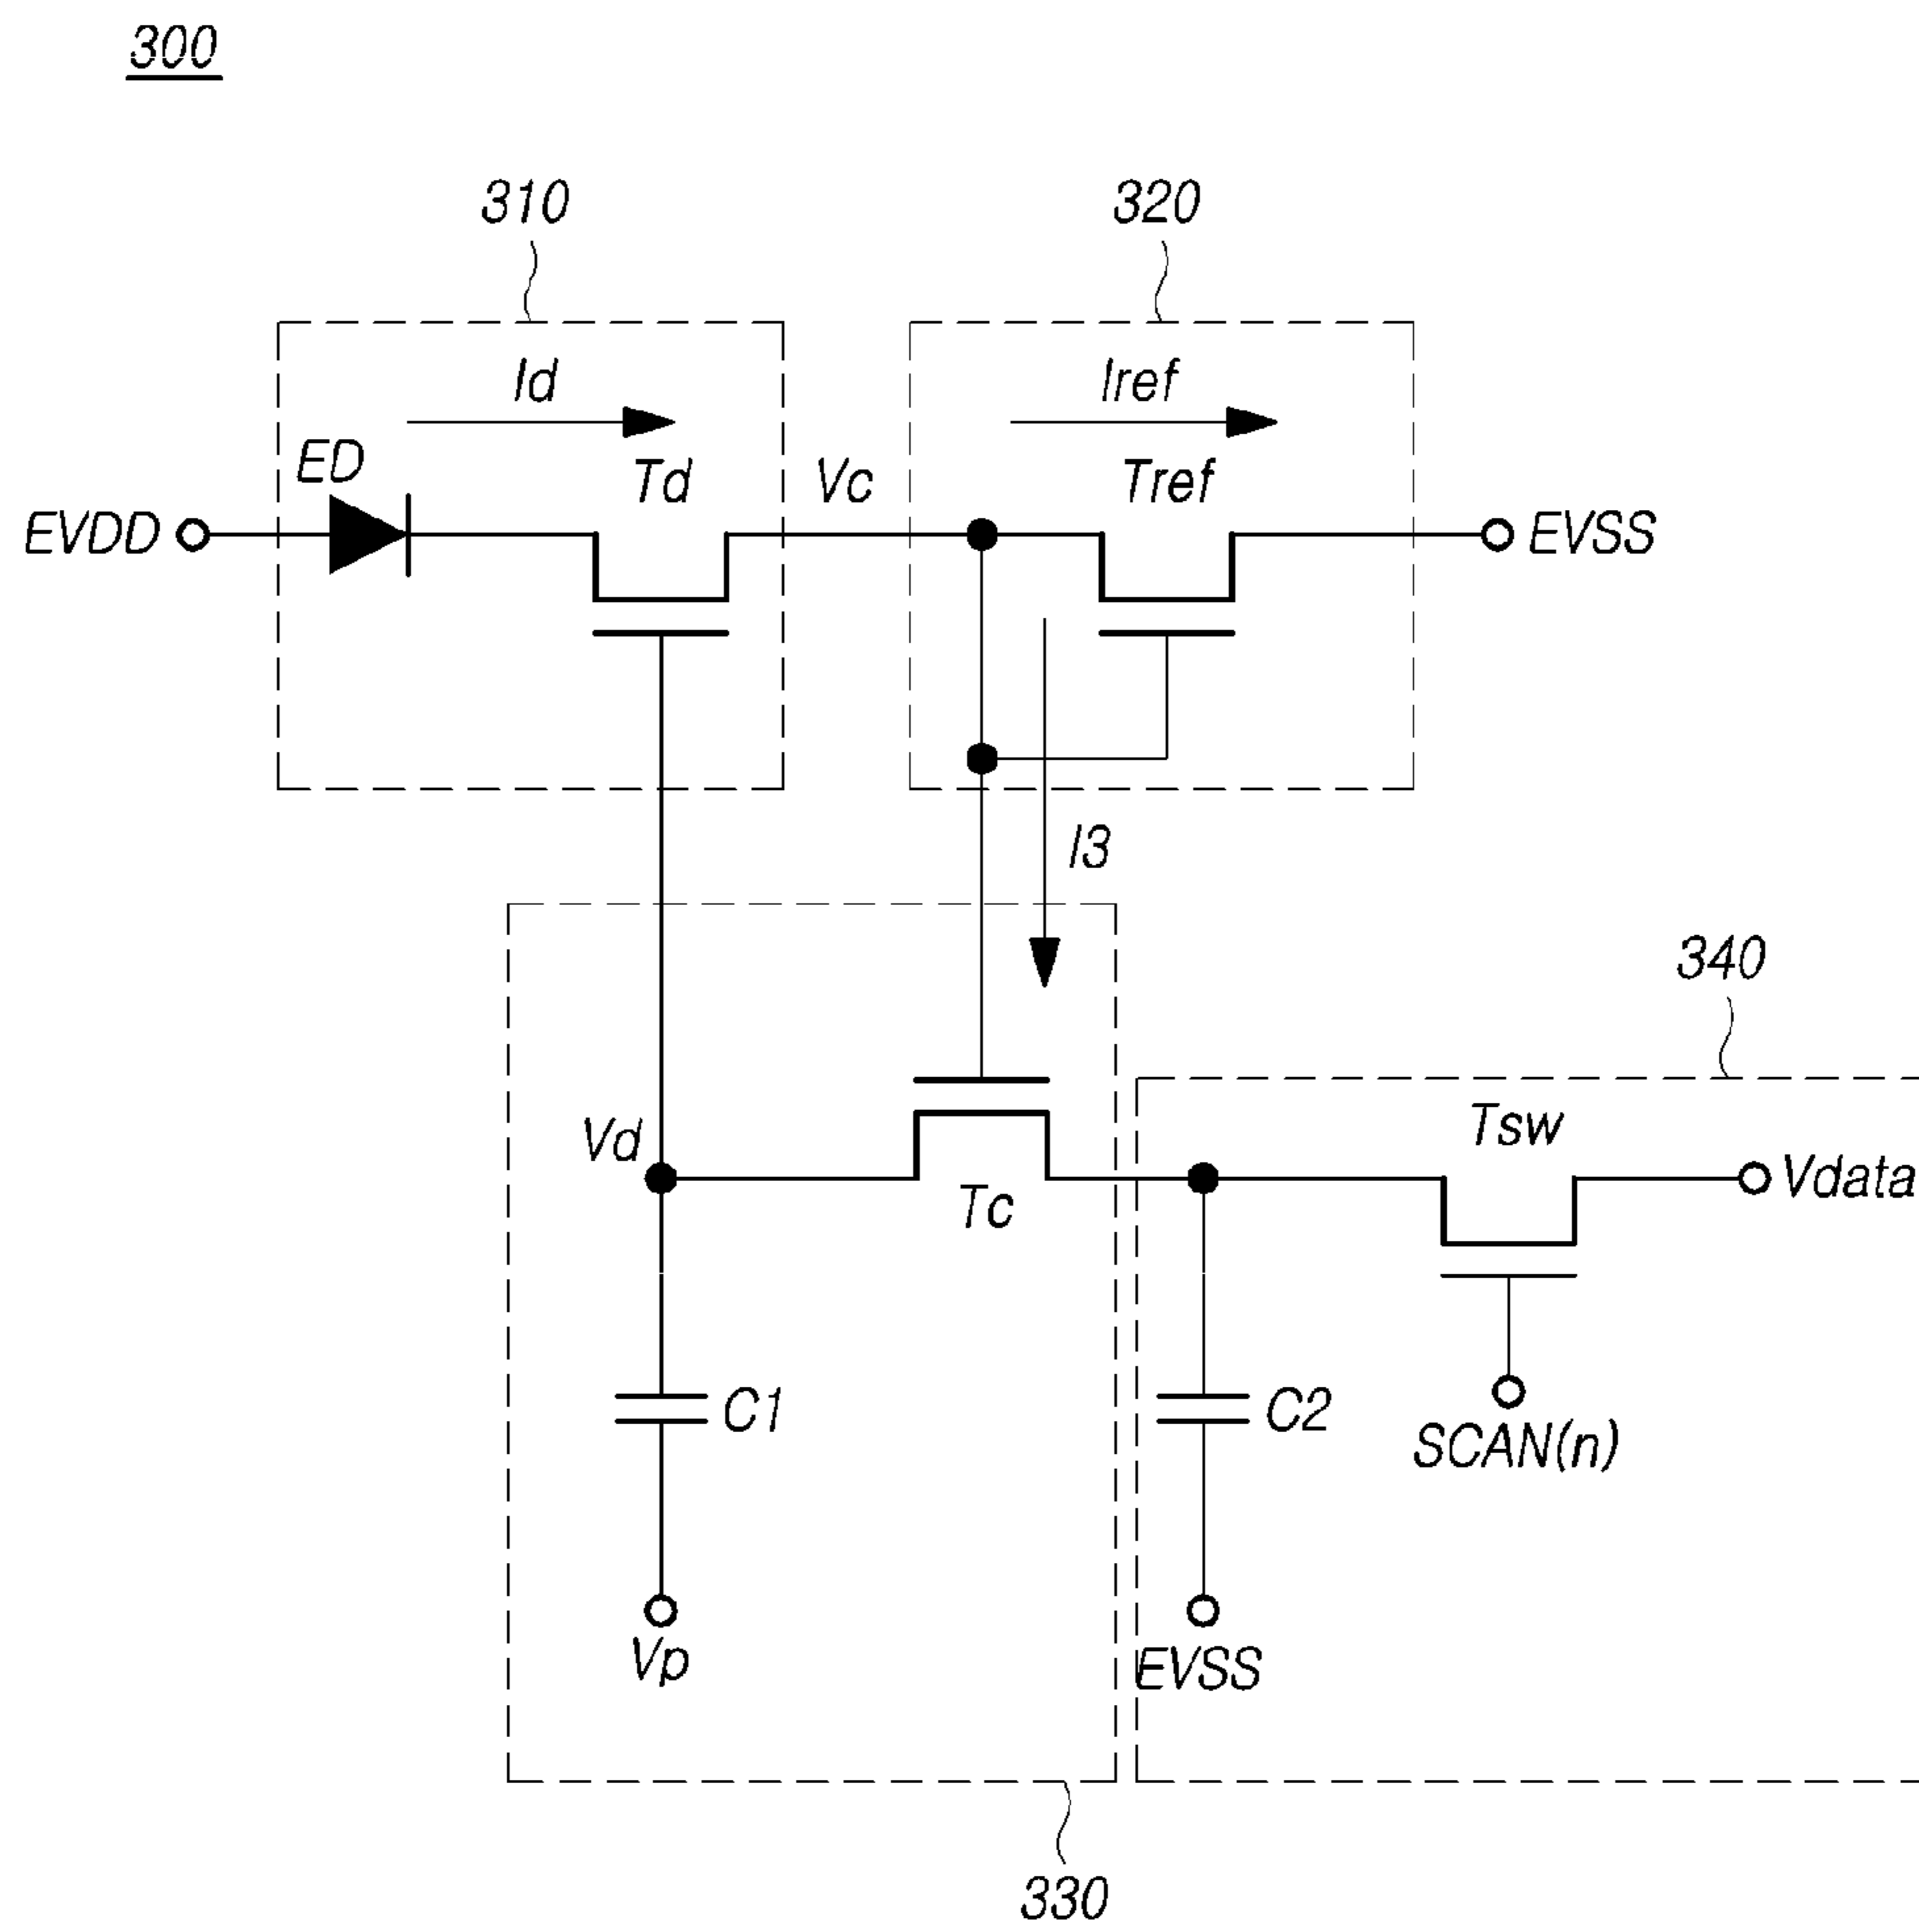 300
310
320
Id
Iref
ED
Td
Vc
Tref
EVDD
EVSS
I3
340
Vd
Tsw
Tc
Vdata
C1
C2
SCAN(n)
Vp
EVSS
330